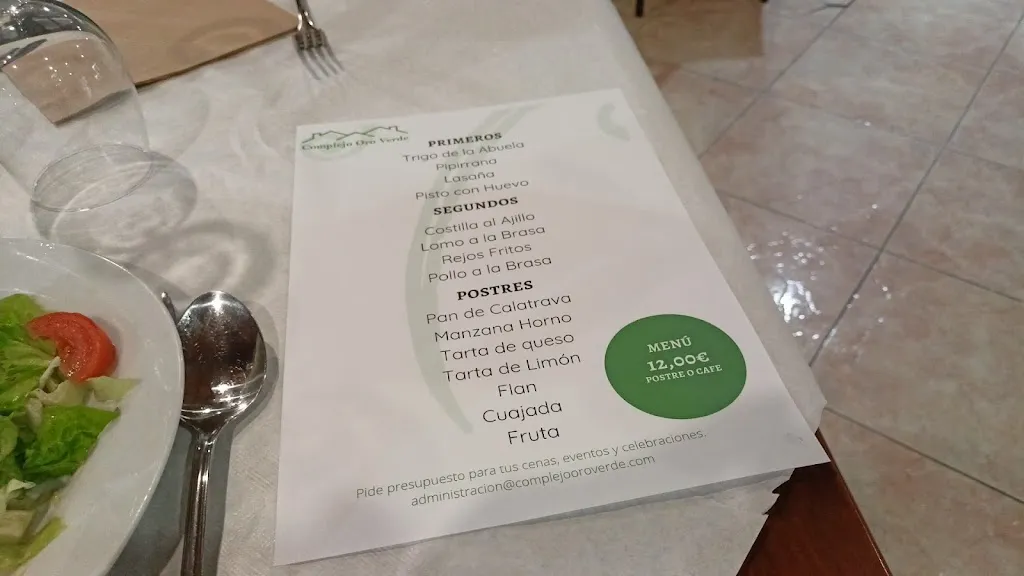 Complejo Oro Verde
PRIMEROS
Trigo de la Abuela
Pipirrana
Lasaña
Pisto con Huevo
SEGUNDOS
Costilla al Ajillo
Lomo a la Brasa
Rejos Fritos
Pollo a la Brasa
POSTRES
Pan de Calatrava
Manzana Horno
Tarta de queso
Tarta de Limón
Flan
Cuajada
Fruta
MENÚ
12,00€
POSTRE O CAFE
Pide presupuesto para tus cenas, eventos y celebraciones.
administracion@complejooroverde.com